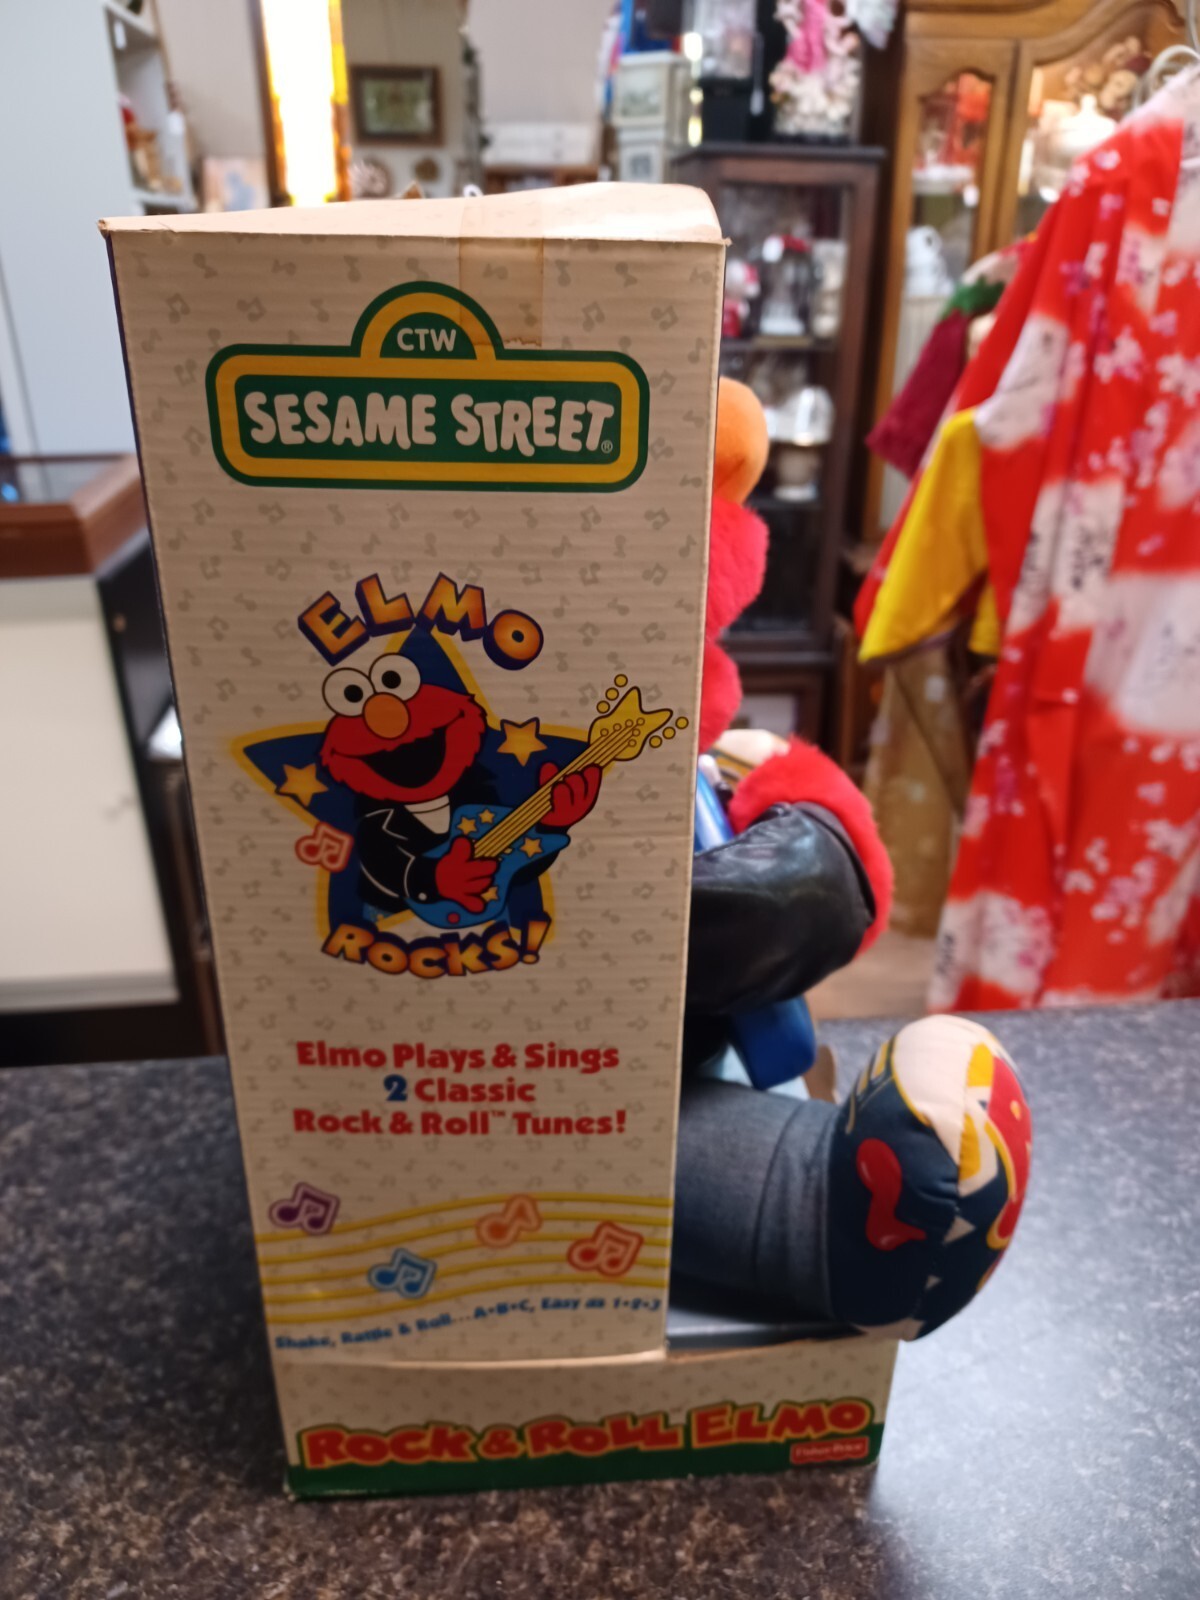 CTW
SESAME STREET®
ELMO
ROCKS!
Elmo Plays & Sings
2 Classic
Rock & Roll™ Tunes!
Shake, Rattle & Roll...A•B•C, Easy as 1•2•3
ROCK & ROLL ELMO
Fisher-Price